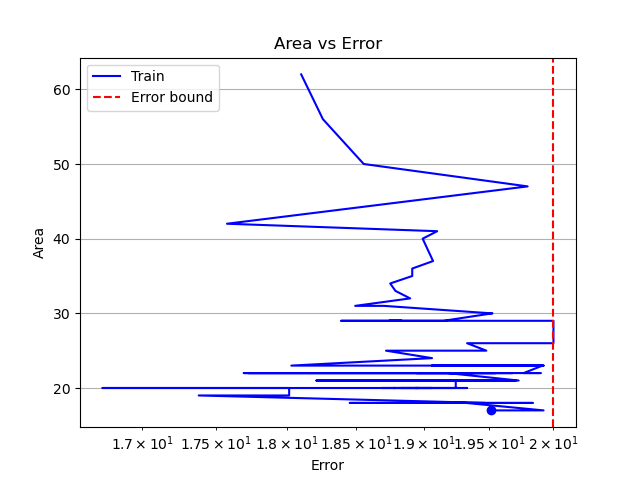 Area vs Error
Train
Error bound
60
50
40
30
20
Area
1.7 × 10¹ 1.75 × 10¹ 1.8 × 10¹ 1.85 × 10¹ 1.9 × 10¹ 1.95 × 10¹ 2 × 10¹
Error